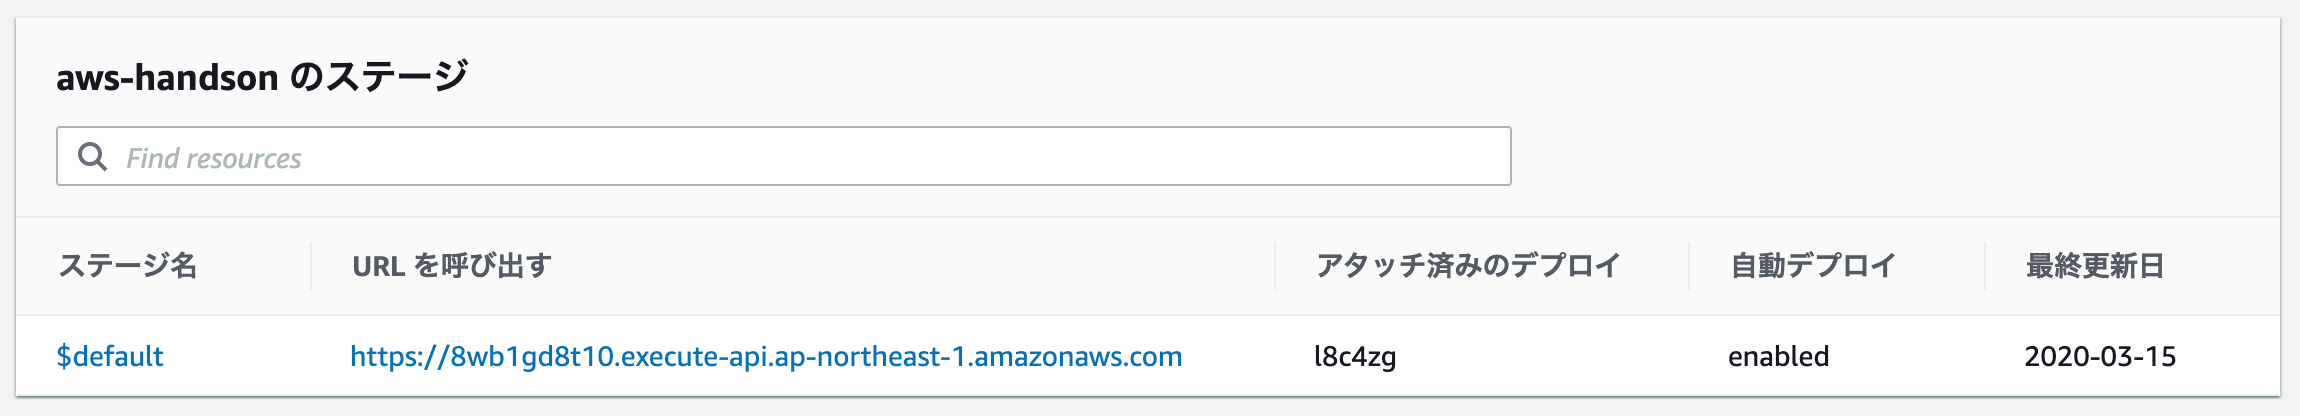 aws-handson のステージ
Find resources
ステージ名 URL を呼び出す アタッチ済みのデプロイ 自動デプロイ 最終更新日
$default https://8wb1gd8t10.execute-api.ap-northeast-1.amazonaws.com l8c4zg enabled 2020-03-15